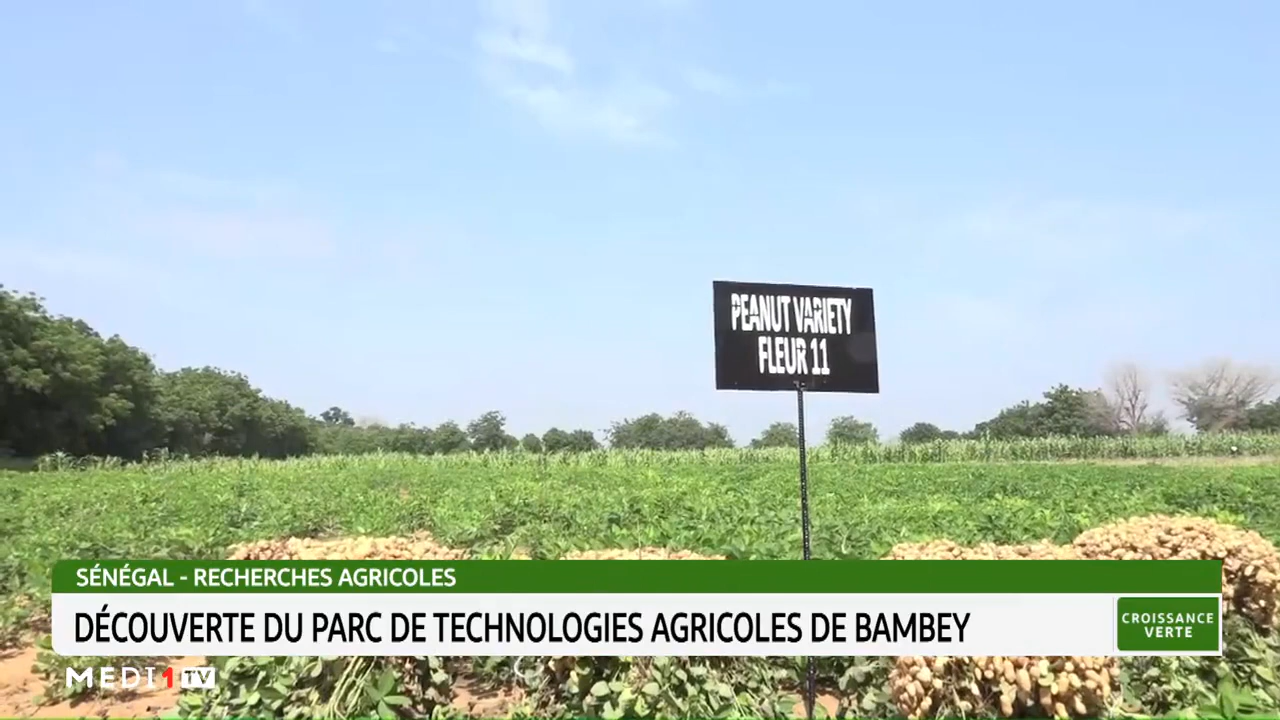 PEANUT VARIETY
FLEUR 11
SÉNÉGAL - RECHERCHES AGRICOLES
DÉCOUVERTE DU PARC DE TECHNOLOGIES AGRICOLES DE BAMBEY
CROISSANCE
VERTE
MEDI1TV